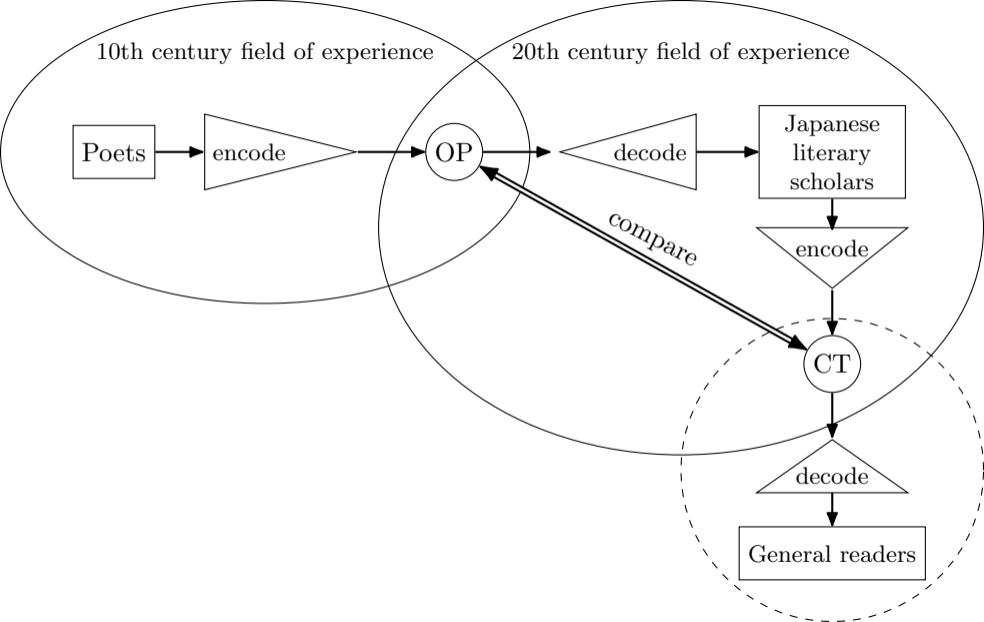 10th century field of experience
20th century field of experience
Poets
encode
OP
decode
Japanese
literary
scholars
compare
encode
CT
decode
General readers